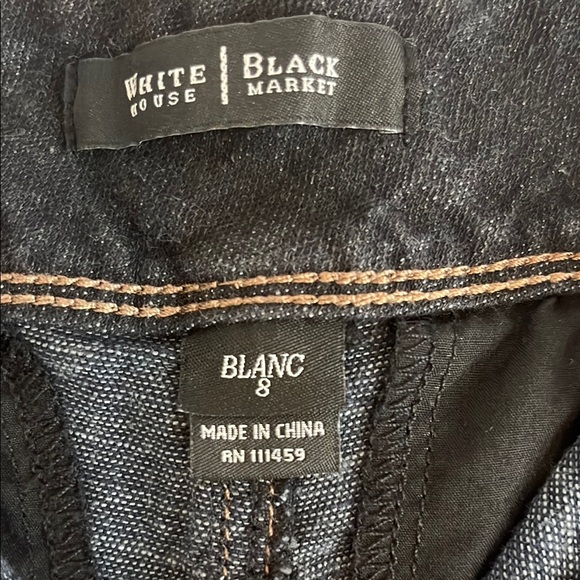 WHITE HOUSE | BLACK MARKET
BLANC
8
MADE IN CHINA
RN 111459